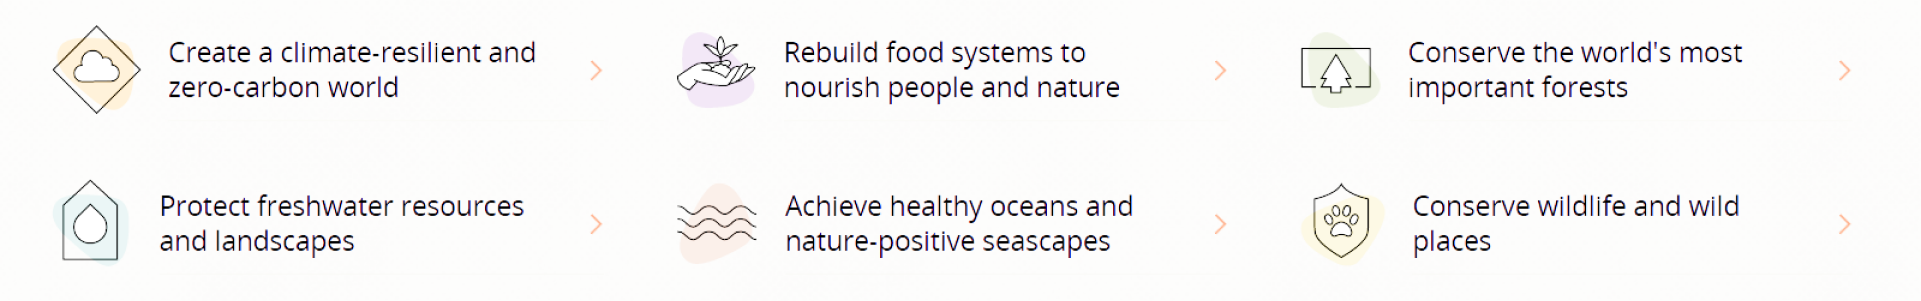 Create a climate-resilient and
zero-carbon world
Rebuild food systems to
nourish people and nature
Conserve the world's most
important forests
Protect freshwater resources
and landscapes
Achieve healthy oceans and
nature-positive seascapes
Conserve wildlife and wild
places